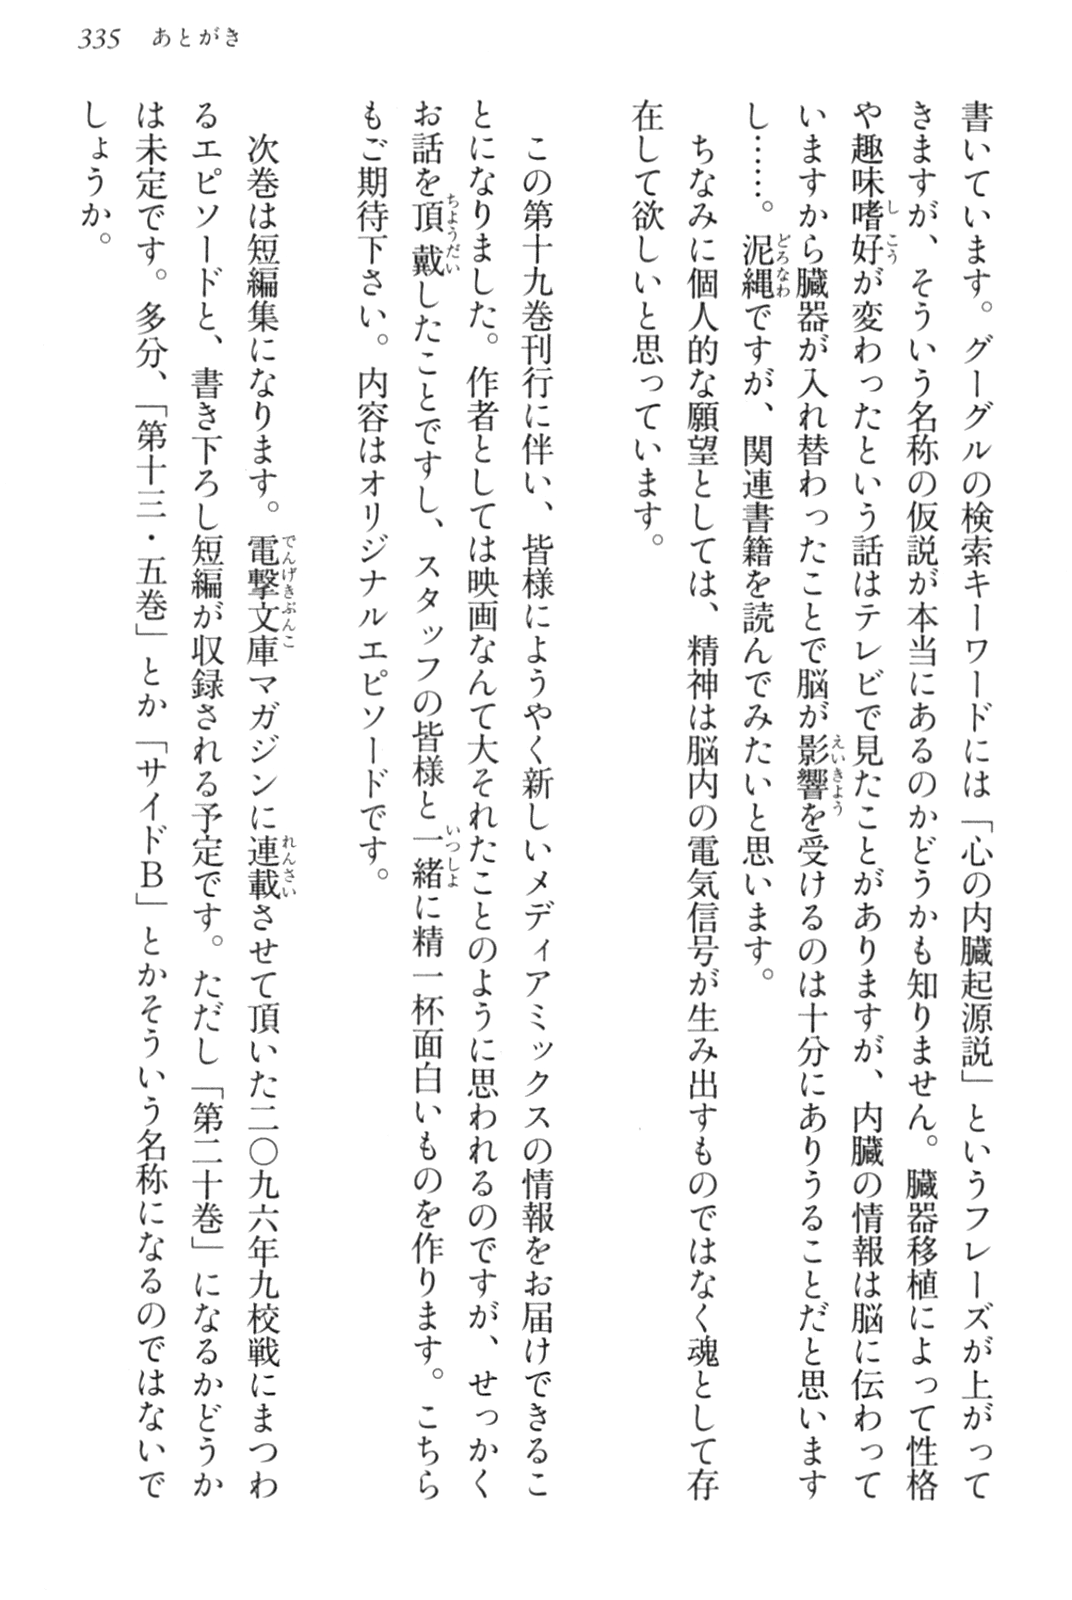 335 あとがき
書いています。グーグルの検索キーワードには「心の内臓起源説」というフレーズが上がって
きますが、そういう名称の仮説が本当にあるのかどうかも知りません。臓器移植によって性格
や趣味嗜好が変わったという話はテレビで見たことがありますが、内臓の情報は脳に伝わって
いますから臓器が入れ替わったことで脳が影響を受けるのは十分にありうることだと思います
し……。泥縄ですが、関連書籍を読んでみたいと思います。
ちなみに個人的な願望としては、精神は脳内の電気信号が生み出すものではなく魂として存
在して欲しいと思っています。
この第十九巻刊行に伴い、皆様にようやく新しいメディアミックスの情報をお届けできるこ
とになりました。作者としては映画なんて大それたことのように思われるのですが、せっかく
お話を頂戴したことですし、スタッフの皆様と一緒に精一杯面白いものを作ります。こちら
もご期待下さい。内容はオリジナルエピソードです。
次巻は短編集になります。電撃文庫マガジンに連載させて頂いた二〇九六年九校戦にまつわ
るエピソードと、書き下ろし短編が収録される予定です。ただし「第二十巻」になるかどうか
は未定です。多分、「第十三・五巻」とか「サイドＢ」とかそういう名称になるのではないで
しょうか。